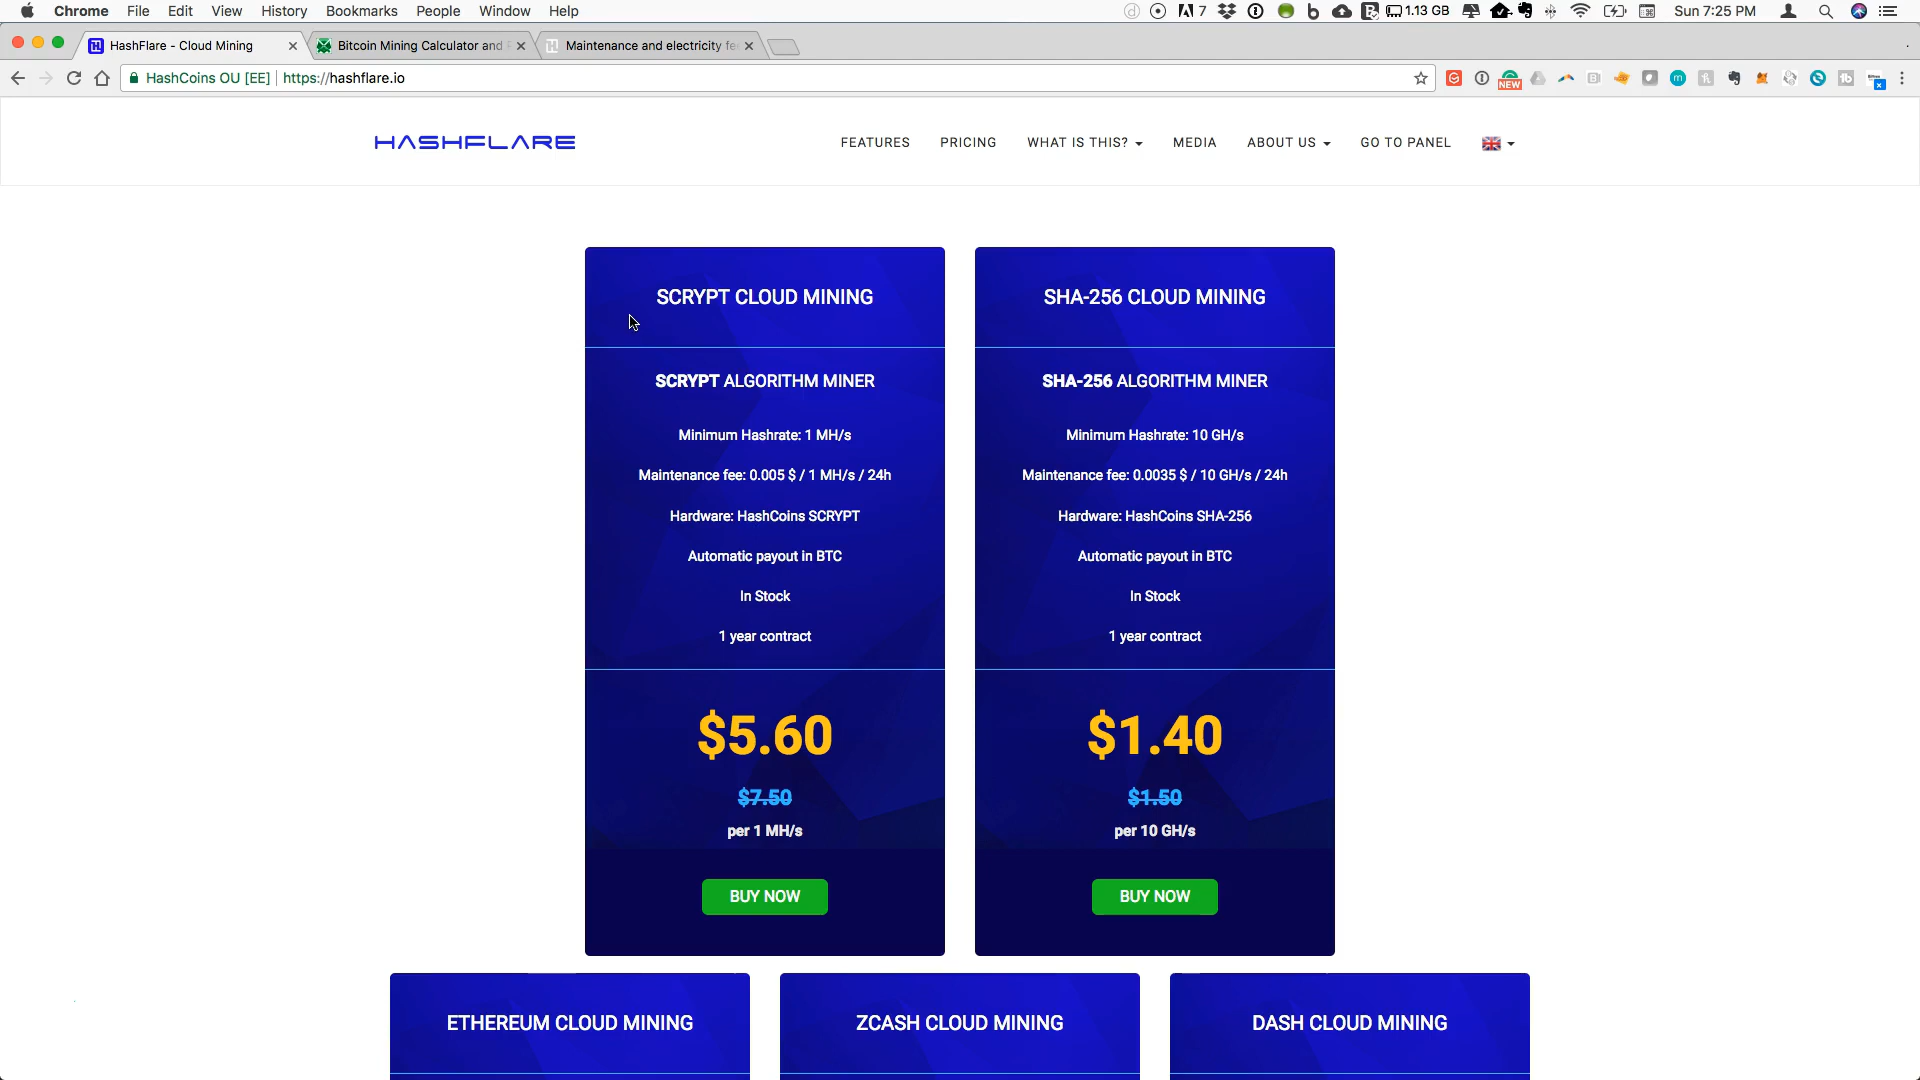 Chrome File Edit View History Bookmarks People Window Help 7 1.13 GB Sun 7:25 PM
HashFlare - Cloud Mining Bitcoin Mining Calculator and Maintenance and electricity fe
HashCoins OU [EE] https://hashflare.io NEW
HASHFLARE FEATURES PRICING WHAT IS THIS? MEDIA ABOUT US GO TO PANEL
SCRYPT CLOUD MINING
SCRYPT ALGORITHM MINER
Minimum Hashrate: 1 MH/s
Maintenance fee: 0.005 $ / 1 MH/s / 24h
Hardware: HashCoins SCRYPT
Automatic payout in BTC
In Stock
1 year contract
$5.60
$7.50
per 1 MH/s
BUY NOW
SHA-256 CLOUD MINING
SHA-256 ALGORITHM MINER
Minimum Hashrate: 10 GH/s
Maintenance fee: 0.0035 $ / 10 GH/s / 24h
Hardware: HashCoins SHA-256
Automatic payout in BTC
In Stock
1 year contract
$1.40
$1.50
per 10 GH/s
BUY NOW
ETHEREUM CLOUD MINING
ZCASH CLOUD MINING
DASH CLOUD MINING